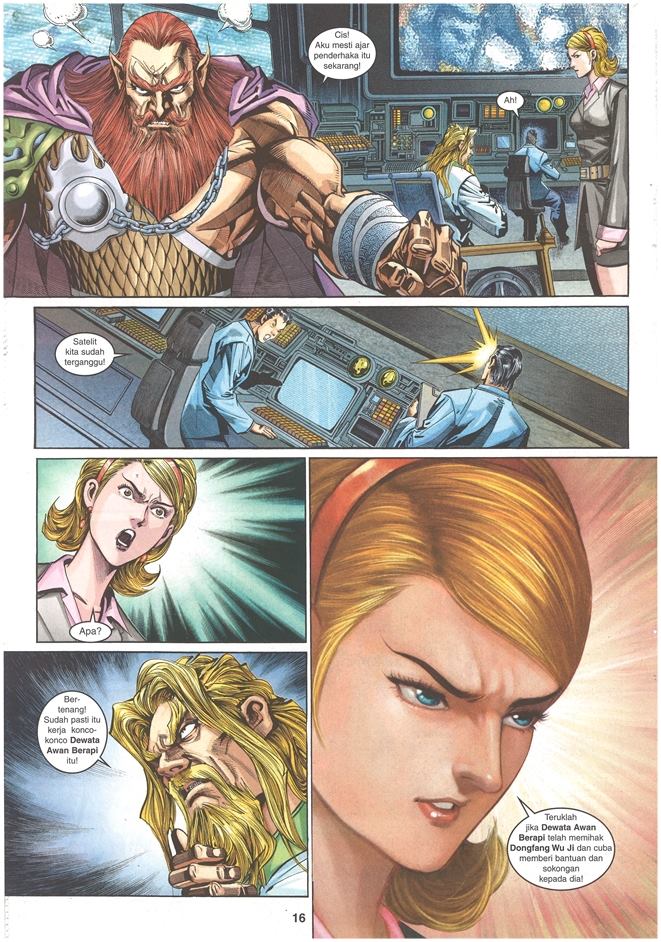 Cis!
Aku mesti ajar
penderhaka itu
sekarang!
Ah!
Satelit
kita sudah
terganggu!
Apa?
Ber-
tenang!
Sudah pasti itu
kerja konco-
konco Dewata
Awan Berapi
itu!
Teruklah
jika Dewata Awan
Berapi telah memihak
Dongfang Wu Ji dan cuba
memberi bantuan dan
sokongan
kepada dia!
16